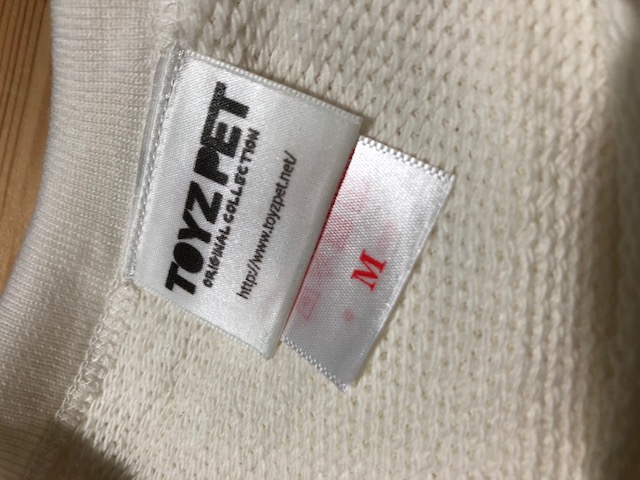 TOYZ PET
ORIGINAL COLLECTION
http://www.toyzpet.net/
M